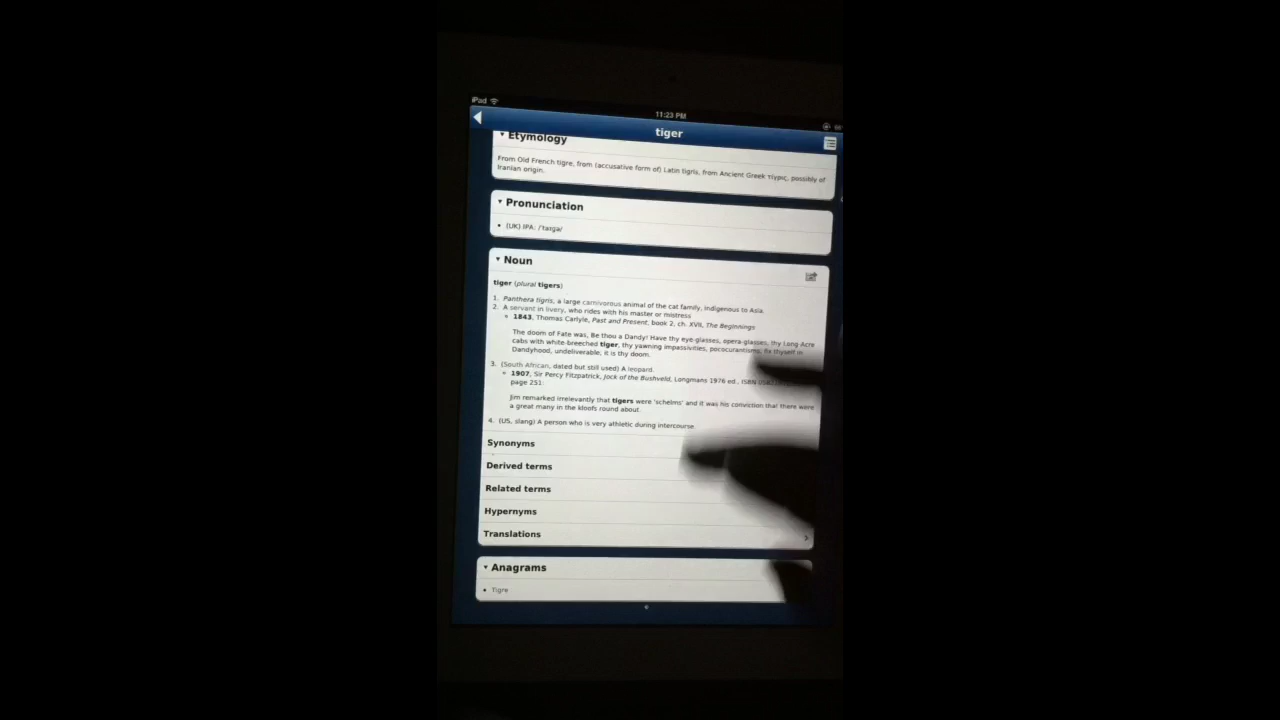 iPad
11:23 PM
tiger
Etymology
From Old French tigre, from (accusative form of) Latin tigris, from Ancient Greek τίγρις, possibly of
Iranian origin.
Pronunciation
• (UK) IPA: /ˈtaɪɡə/
Noun
tiger (plural tigers)
1. Panthera tigris, a large carnivorous animal of the cat family, indigenous to Asia.
2. A servant in livery, who rides with his master or mistress
1843, Thomas Carlyle, Past and Present, book 2, ch. XVII, The Beginnings
The doom of Fate was, Be thou a Dandy! Have thy eye-glasses, opera-glasses, thy Long Acre
cabs with white-breeched tiger, thy yawning impassivities, pococurantisms; fix thyself in
Dandyhood, undeliverable; it is thy doom.
3. (South African, dated but still used) A leopard.
1907, Sir Percy Fitzpatrick, Jock of the Bushveld, Longmans 1976 ed., ISBN
page 251:
Jim remarked irrelevantly that tigers were 'schelms' and it was his conviction that there were
a great many in the kloofs round about.
4. (US, slang) A person who is very athletic during intercourse.
Synonyms
Derived terms
Related terms
Hypernyms
Translations
Anagrams
• Tigre